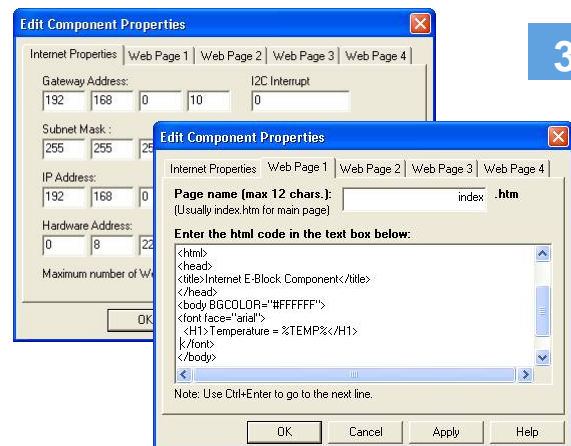 Edit Component Properties
Internet Properties Web Page 1 Web Page 2 Web Page 3 Web Page 4
Gateway Address: I2C Interrupt
192 168 0 10 0
Subnet Mask :
255 255
IP Address:
192 168 0
Hardware Address:
0 8 22
Maximum number of
OK
3
Edit Component Properties
Internet Properties Web Page 1 Web Page 2 Web Page 3 Web Page 4
Page name (max 12 chars.): index .htm
(Usually index.htm for main page)
Enter the html code in the text box below:
<html>
<head>
<title>Internet E-Block Component</title>
</head>
<body BGCOLOR="#FFFFFF">
<font face="arial">
<H1>Temperature = %TEMP%</H1>
</font>
</body>
Note: Use Ctrl+Enter to go to the next line.
OK Cancel Apply Help